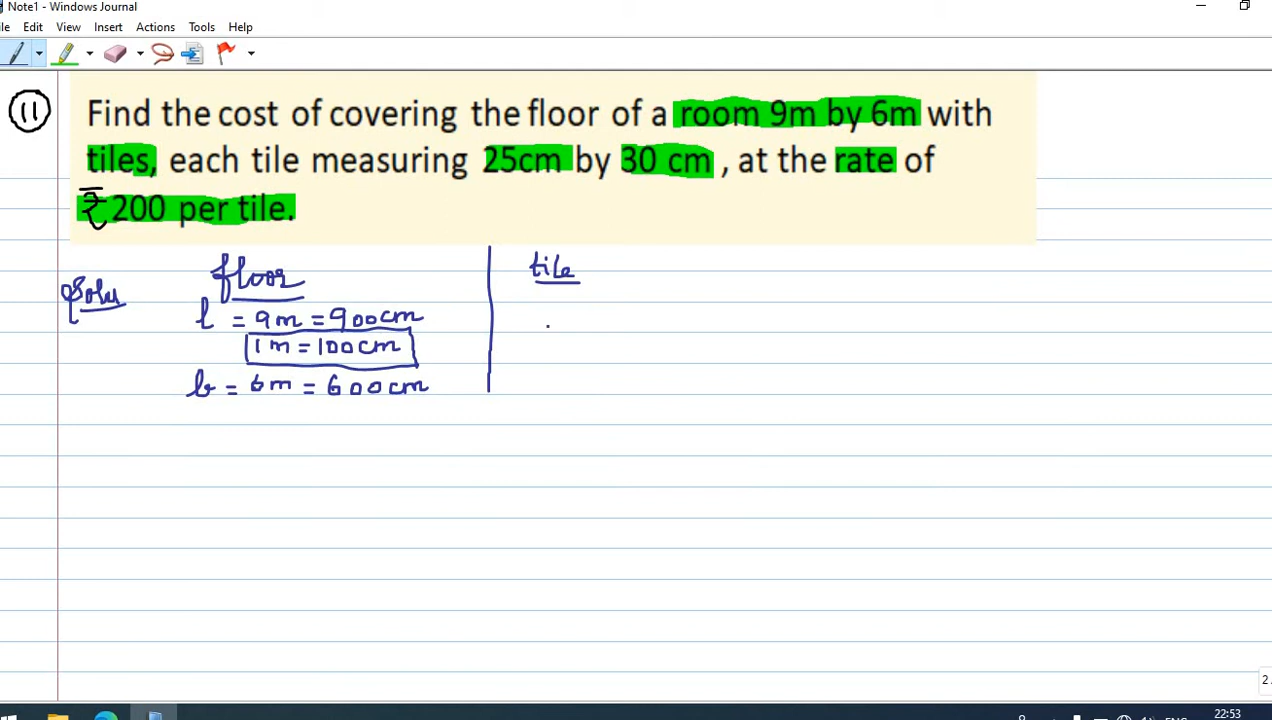 Note1 - Windows Journal
ile Edit View Insert Actions Tools Help
11
Find the cost of covering the floor of a room 9m by 6m with
tiles, each tile measuring 25cm by 30 cm , at the rate of
₹ 200 per tile.
Solu
floor
l = 9m = 900cm
1m = 100cm
b = 6m = 600cm
tile
2
22:53